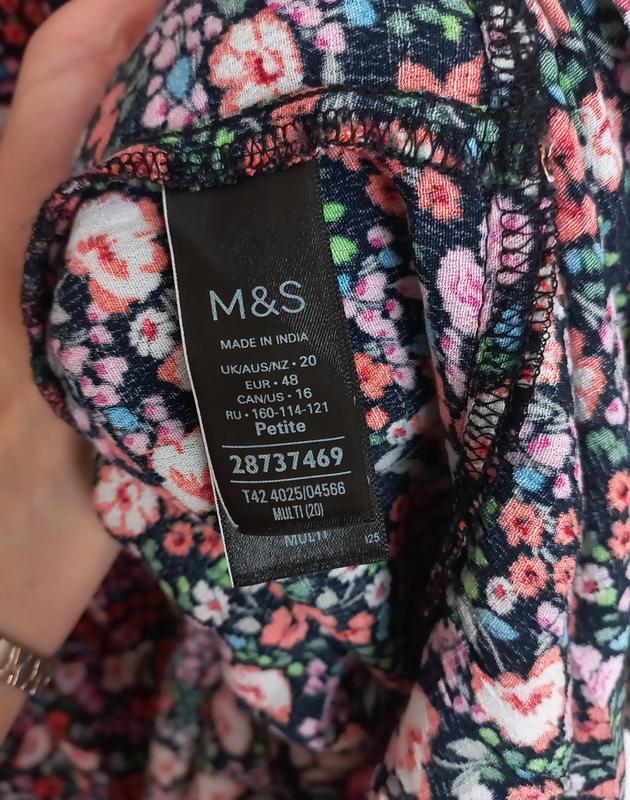 M&S
MADE IN INDIA
UK/AUS/NZ • 20
EUR • 48
CAN/US • 16
RU • 160-114-121
Petite
28737469
T42 4025/04566
MULTI (20)
MULTI